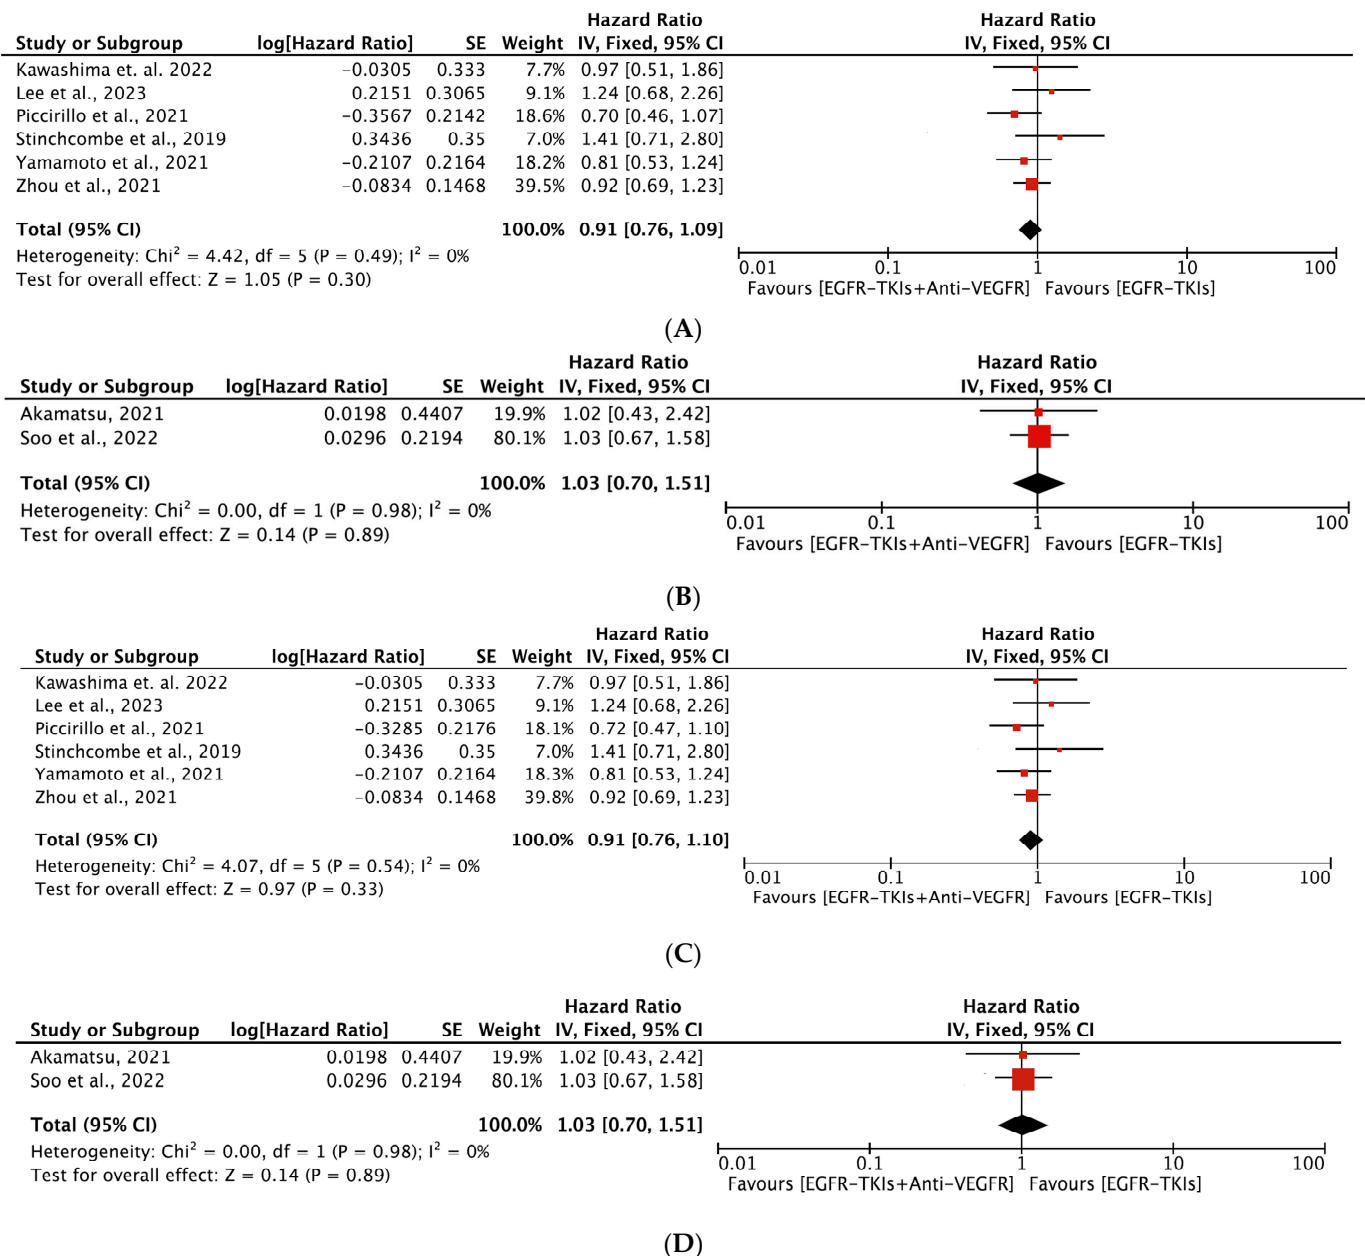 Hazard Ratio Hazard Ratio
Study or Subgroup log[Hazard Ratio] SE Weight IV, Fixed, 95% CI IV, Fixed, 95% CI
Kawashima et. al. 2022 -0.0305 0.333 7.7% 0.97 [0.51, 1.86]
Lee et al., 2023 0.2151 0.3065 9.1% 1.24 [0.68, 2.26]
Piccirillo et al., 2021 -0.3567 0.2142 18.6% 0.70 [0.46, 1.07]
Stinchcombe et al., 2019 0.3436 0.35 7.0% 1.41 [0.71, 2.80]
Yamamoto et al., 2021 -0.2107 0.2164 18.2% 0.81 [0.53, 1.24]
Zhou et al., 2021 -0.0834 0.1468 39.5% 0.92 [0.69, 1.23]
Total (95% CI) 100.0% 0.91 [0.76, 1.09]
Heterogeneity: Chi² = 4.42, df = 5 (P = 0.49); I² = 0%
Test for overall effect: Z = 1.05 (P = 0.30)
0.01 0.1 1 10 100
Favours [EGFR-TKIs+Anti-VEGFR] Favours [EGFR-TKIs]
(A)
Hazard Ratio Hazard Ratio
Study or Subgroup log[Hazard Ratio] SE Weight IV, Fixed, 95% CI IV, Fixed, 95% CI
Akamatsu, 2021 0.0198 0.4407 19.9% 1.02 [0.43, 2.42]
Soo et al., 2022 0.0296 0.2194 80.1% 1.03 [0.67, 1.58]
Total (95% CI) 100.0% 1.03 [0.70, 1.51]
Heterogeneity: Chi² = 0.00, df = 1 (P = 0.98); I² = 0%
Test for overall effect: Z = 0.14 (P = 0.89)
0.01 0.1 1 10 100
Favours [EGFR-TKIs+Anti-VEGFR] Favours [EGFR-TKIs]
(B)
Hazard Ratio Hazard Ratio
Study or Subgroup log[Hazard Ratio] SE Weight IV, Fixed, 95% CI IV, Fixed, 95% CI
Kawashima et. al. 2022 -0.0305 0.333 7.7% 0.97 [0.51, 1.86]
Lee et al., 2023 0.2151 0.3065 9.1% 1.24 [0.68, 2.26]
Piccirillo et al., 2021 -0.3285 0.2176 18.1% 0.72 [0.47, 1.10]
Stinchcombe et al., 2019 0.3436 0.35 7.0% 1.41 [0.71, 2.80]
Yamamoto et al., 2021 -0.2107 0.2164 18.3% 0.81 [0.53, 1.24]
Zhou et al., 2021 -0.0834 0.1468 39.8% 0.92 [0.69, 1.23]
Total (95% CI) 100.0% 0.91 [0.76, 1.10]
Heterogeneity: Chi² = 4.07, df = 5 (P = 0.54); I² = 0%
Test for overall effect: Z = 0.97 (P = 0.33)
0.01 0.1 1 10 100
Favours [EGFR-TKIs+Anti-VEGFR] Favours [EGFR-TKIs]
(C)
Hazard Ratio Hazard Ratio
Study or Subgroup log[Hazard Ratio] SE Weight IV, Fixed, 95% CI IV, Fixed, 95% CI
Akamatsu, 2021 0.0198 0.4407 19.9% 1.02 [0.43, 2.42]
Soo et al., 2022 0.0296 0.2194 80.1% 1.03 [0.67, 1.58]
Total (95% CI) 100.0% 1.03 [0.70, 1.51]
Heterogeneity: Chi² = 0.00, df = 1 (P = 0.98); I² = 0%
Test for overall effect: Z = 0.14 (P = 0.89)
0.01 0.1 1 10 100
Favours [EGFR-TKIs+Anti-VEGFR] Favours [EGFR-TKIs]
(D)